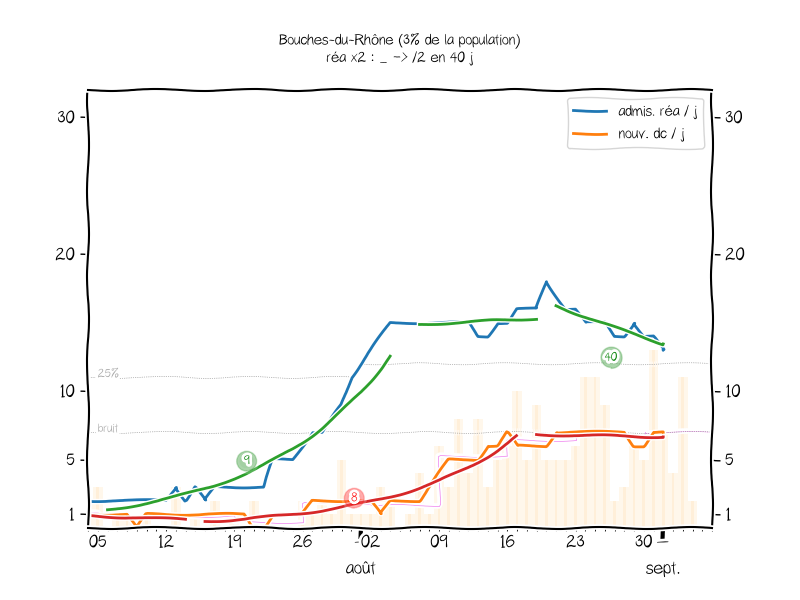 Bouches-du-Rhône (3% de la population)
réa x2 : _ -> /2 en 40 j
admis. réa / j
nouv. dc / j
30
30
20
20
25%
40
10
10
bruit
9
5
5
8
1
1
05 12 19 26 02 09 16 23 30
août sept.